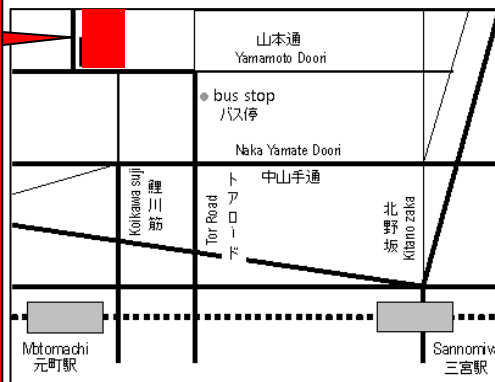 山本通
Yamamoto Doori
bus stop
バス停
Naka Yamate Doori
中山手通
Koikawa suji
鯉川筋
Tor Road
トアロード
北野坂
Kitano zaka
Motomachi
元町駅
Sannomiya
三宮駅